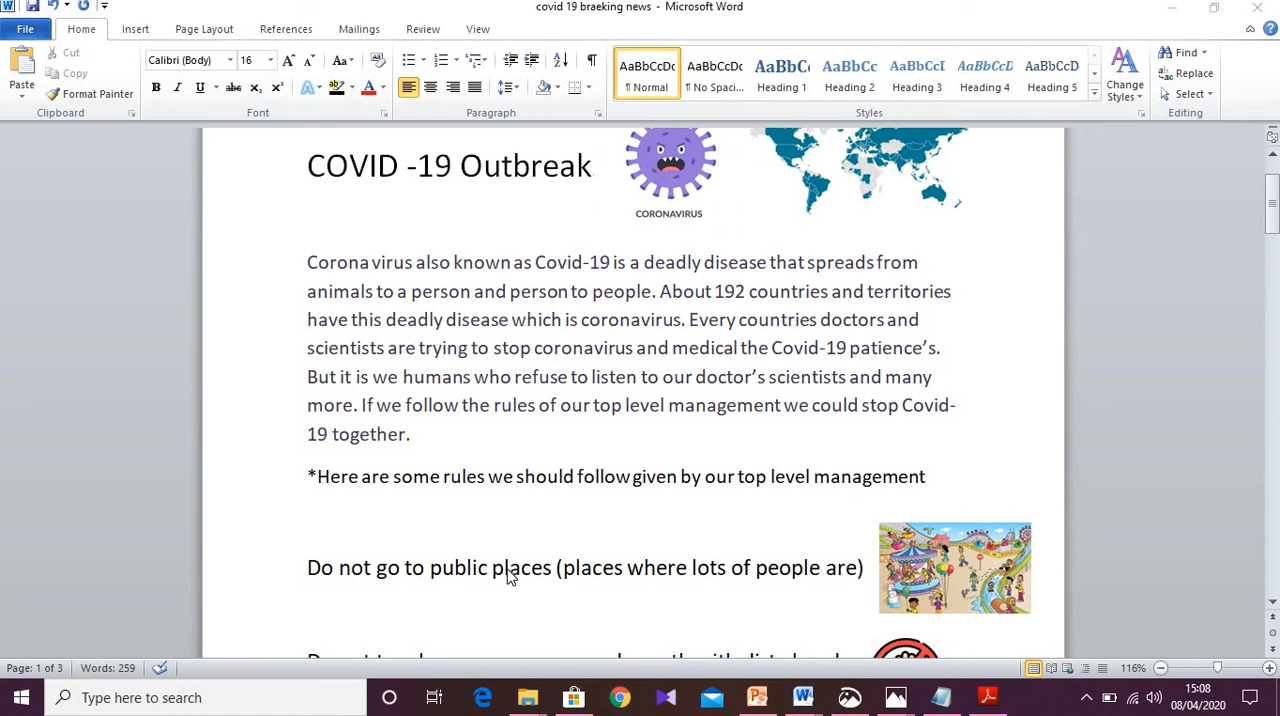 covid 19 braeking news - Microsoft Word
File Home Insert Page Layout References Mailings Review View
Paste
Cut
Copy
Format Painter
Clipboard
Calibri (Body) 16
Font
Paragraph
AaBbCcDc AaBbCcDc AaBbC AaBbCc AaBbCcI AaBbCcI AaBbCcD
¶ Normal ¶ No Spaci... Heading 1 Heading 2 Heading 3 Heading 4 Heading 5
Styles
Change Styles
Find
Replace
Select
Editing
COVID -19 Outbreak
CORONAVIRUS
Corona virus also known as Covid-19 is a deadly disease that spreads from
animals to a person and person to people. About 192 countries and territories
have this deadly disease which is coronavirus. Every countries doctors and
scientists are trying to stop coronavirus and medical the Covid-19 patience’s.
But it is we humans who refuse to listen to our doctor’s scientists and many
more. If we follow the rules of our top level management we could stop Covid-
19 together.
*Here are some rules we should follow given by our top level management
Do not go to public places (places where lots of people are)
Page: 1 of 3 Words: 259 116%
Type here to search
15:08
08/04/2020